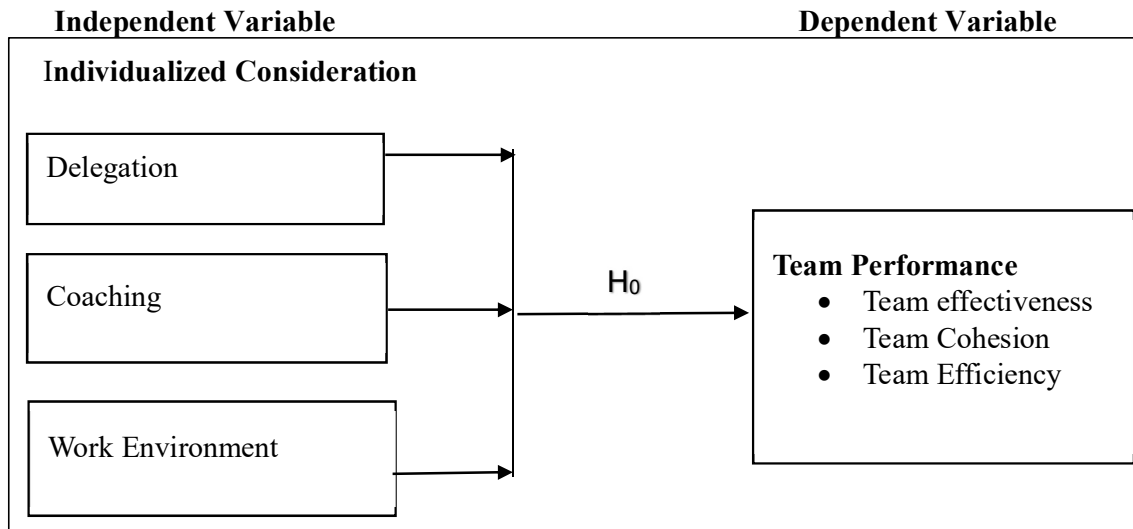 Independent Variable
Dependent Variable
Individualized Consideration
Delegation
Coaching
Work Environment
H₀
Team Performance
• Team effectiveness
• Team Cohesion
• Team Efficiency